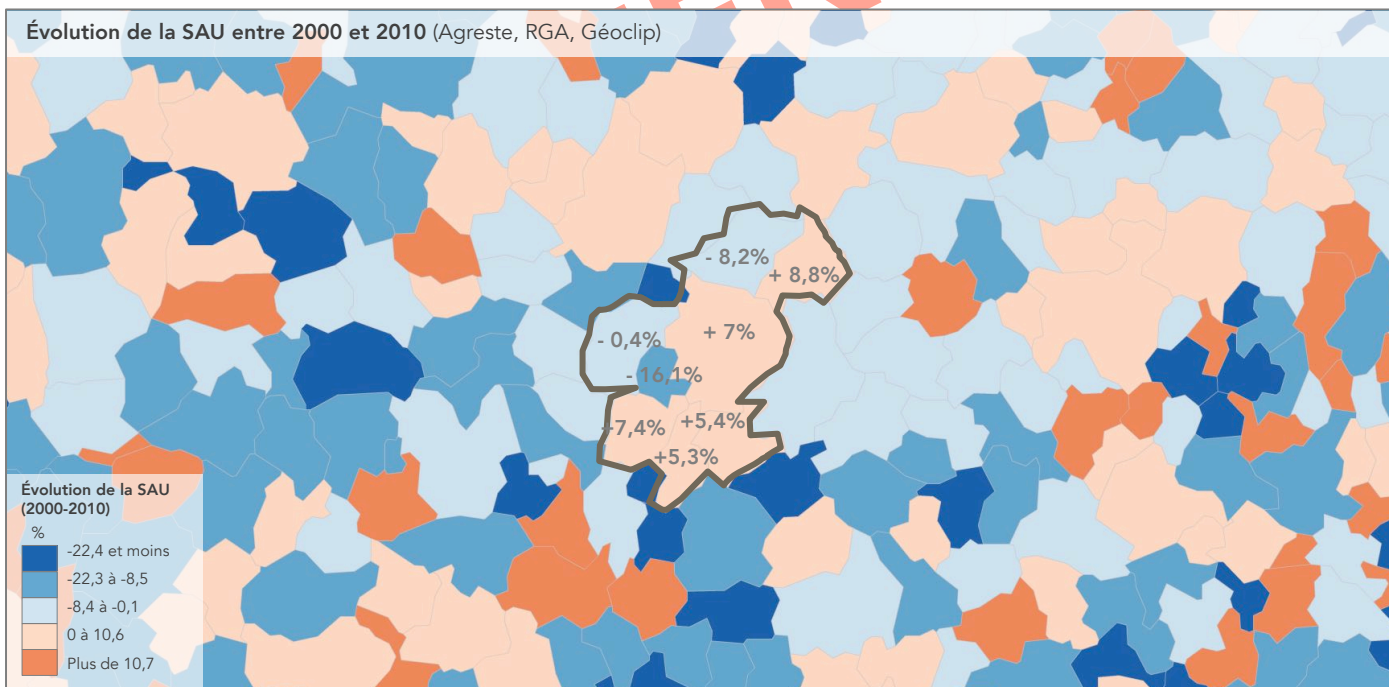 Évolution de la SAU entre 2000 et 2010 (Agreste, RGA, Géoclip)
- 8,2%
+ 8,8%
- 0,4%
+ 7%
- 16,1%
+7,4%
+5,4%
+5,3%
Évolution de la SAU
(2000-2010)
%
-22,4 et moins
-22,3 à -8,5
-8,4 à -0,1
0 à 10,6
Plus de 10,7